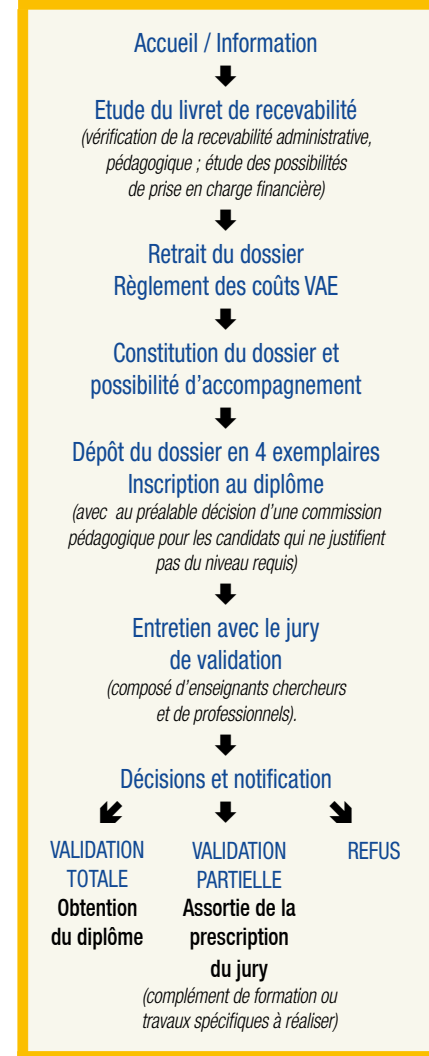 Accueil / Information
Etude du livret de recevabilité
(vérification de la recevabilité administrative,
pédagogique ; étude des possibilités
de prise en charge financière)
Retrait du dossier
Règlement des coûts VAE
Constitution du dossier et
possibilité d'accompagnement
Dépôt du dossier en 4 exemplaires
Inscription au diplôme
(avec au préalable décision d'une commission
pédagogique pour les candidats qui ne justifient
pas du niveau requis)
Entretien avec le jury
de validation
(composé d'enseignants chercheurs
et de professionnels).
Décisions et notification
VALIDATION
TOTALE
Obtention
du diplôme
VALIDATION
PARTIELLE
Assortie de la
prescription
du jury
(complément de formation ou
travaux spécifiques à réaliser)
REFUS